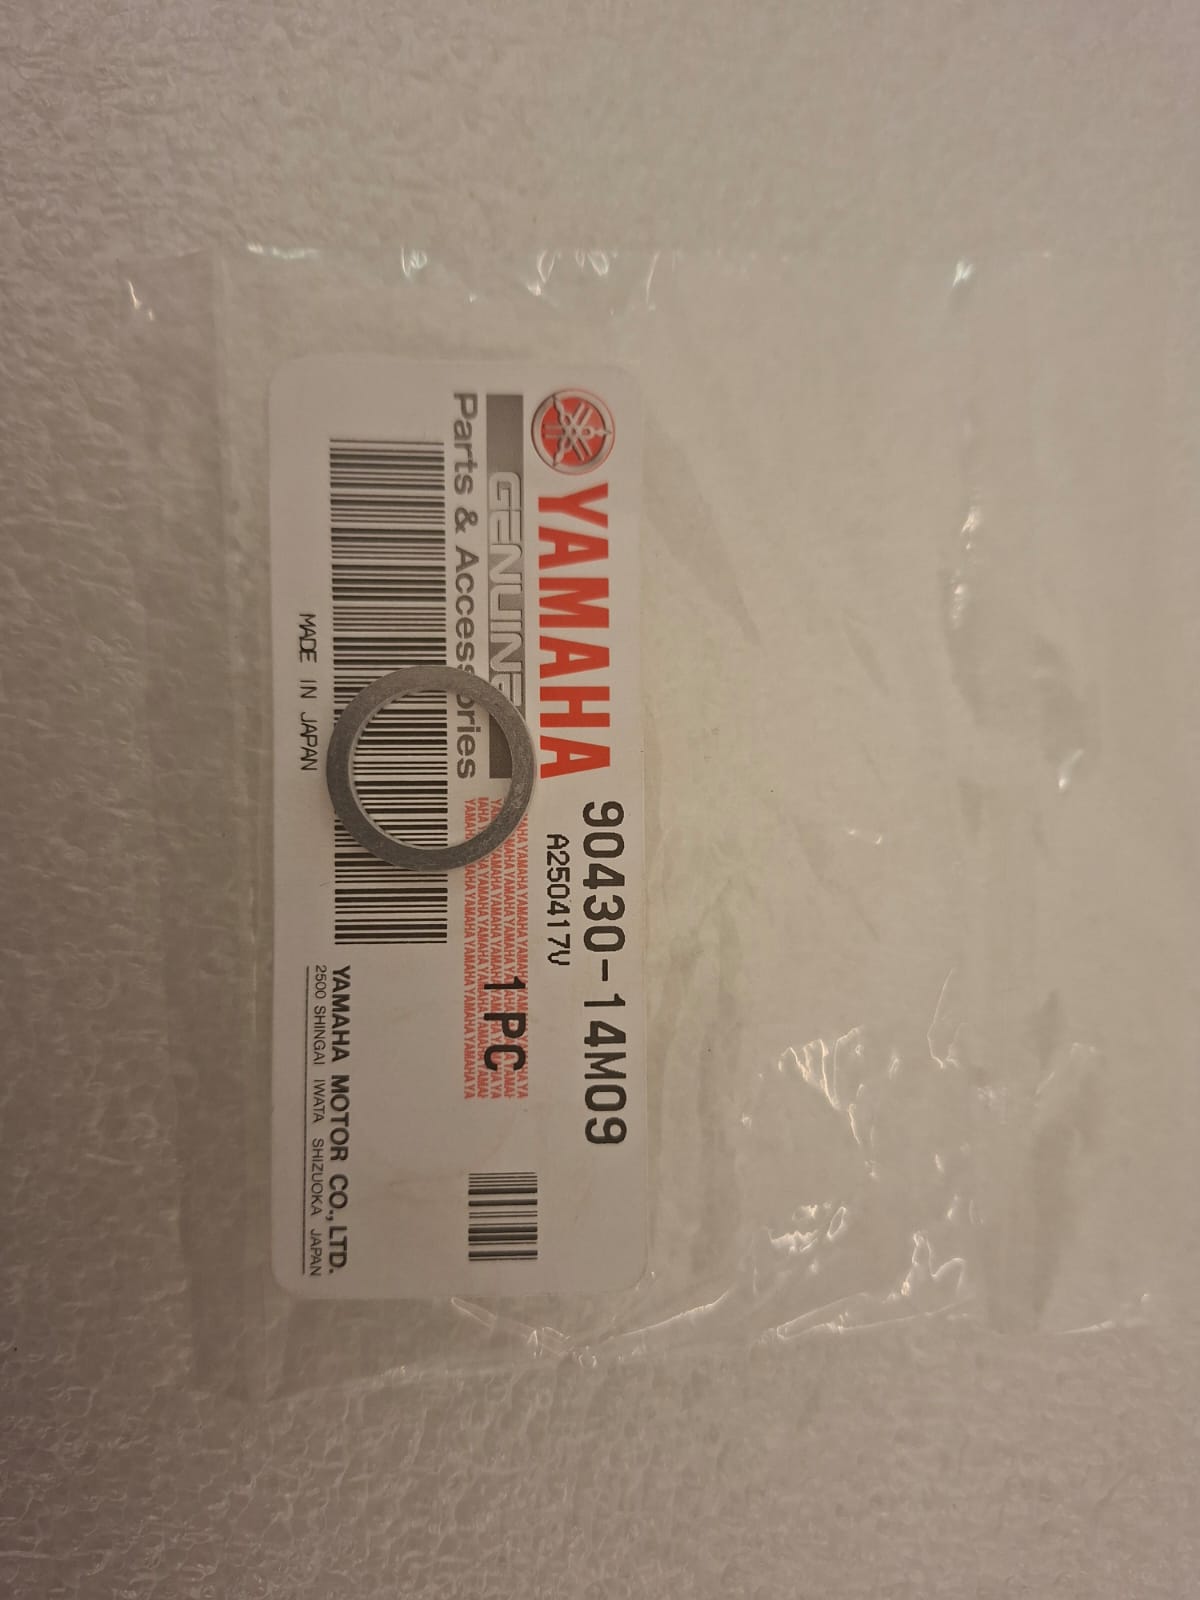 YAMAHA
GENUINE
Parts & Accessories
90430-14M09
A250417V
1PC
MADE IN JAPAN
YAMAHA MOTOR CO., LTD.
2500 SHINGAI IWATA SHIZUOKA JAPAN